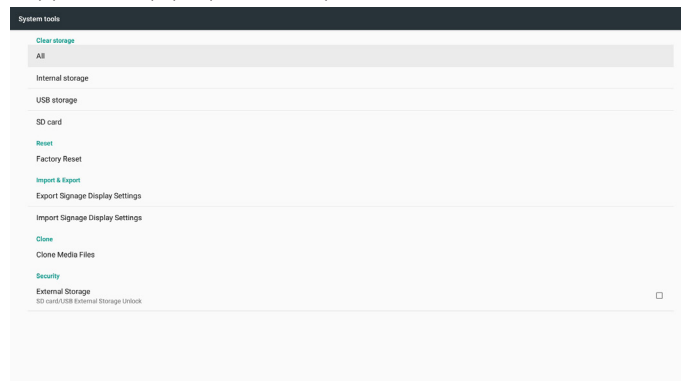 System tools
Clear storage
All
Internal storage
USB storage
SD card
Reset
Factory Reset
Import & Export
Export Signage Display Settings
Import Signage Display Settings
Clone
Clone Media Files
Security
External Storage
SD card/USB External Storage Unlock